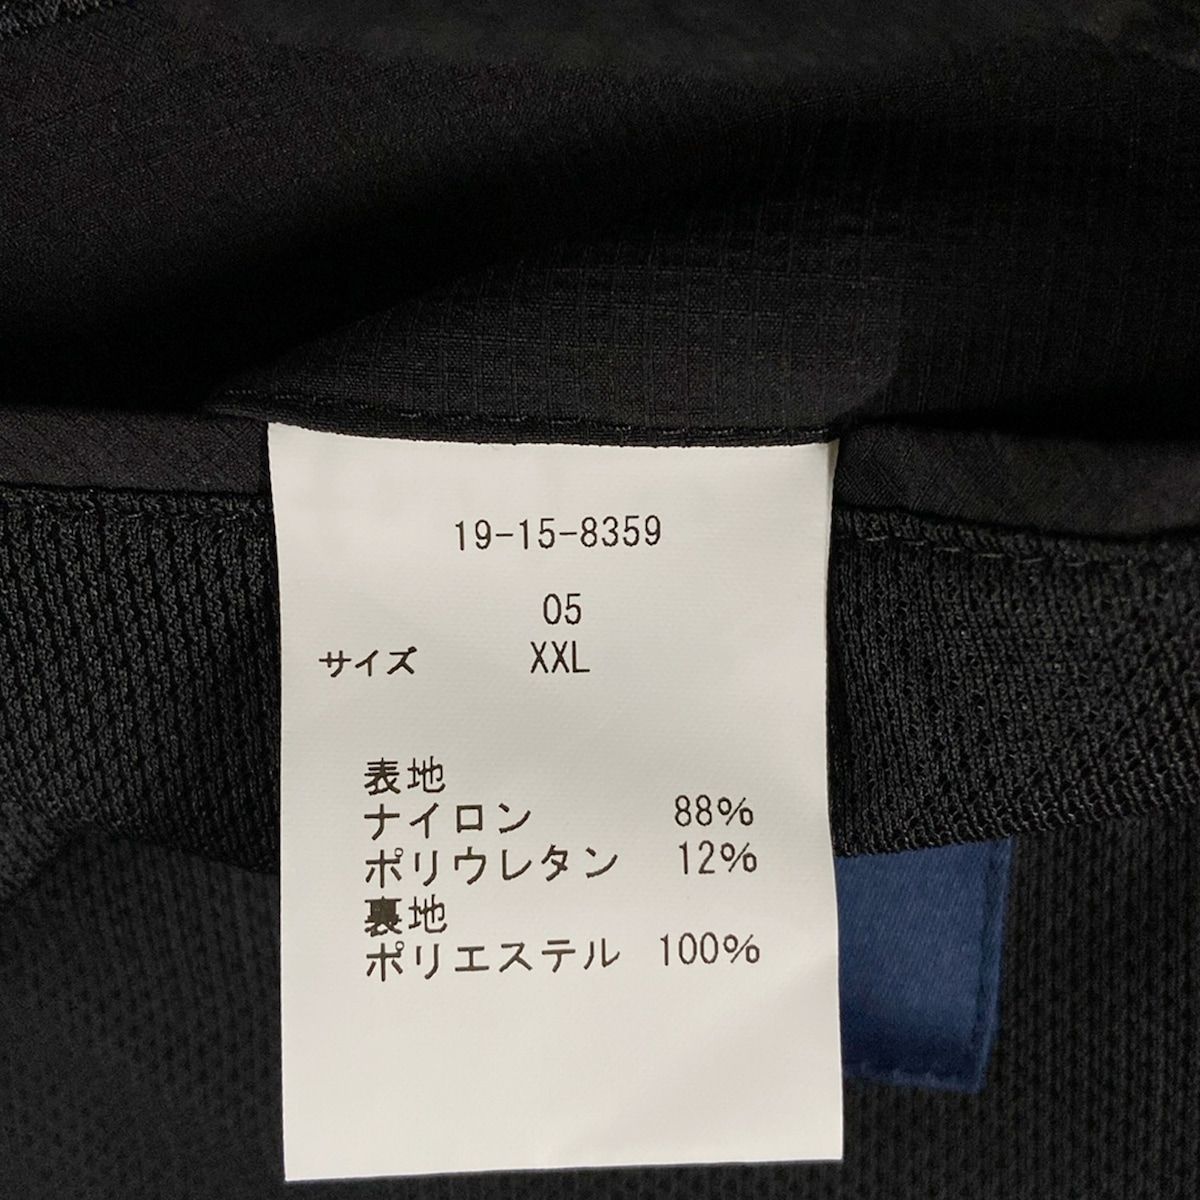 19-15-8359
05
サイズ XXL
表地
ナイロン 88%
ポリウレタン 12%
裏地
ポリエステル 100%